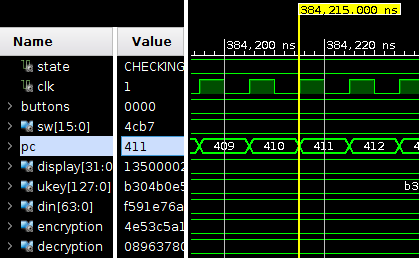 384,215.000 ns
Name Value 384,200 ns 384,220 ns
state CHECKING
clk 1
buttons 0000
sw[15:0] 4cb7
pc 411 409 410 411 412
display[31:0 13500002
ukey[127:0] b304b0e5 b3
din[63:0] f591e76a
encryption 4e53c5a1
decryption 08963780